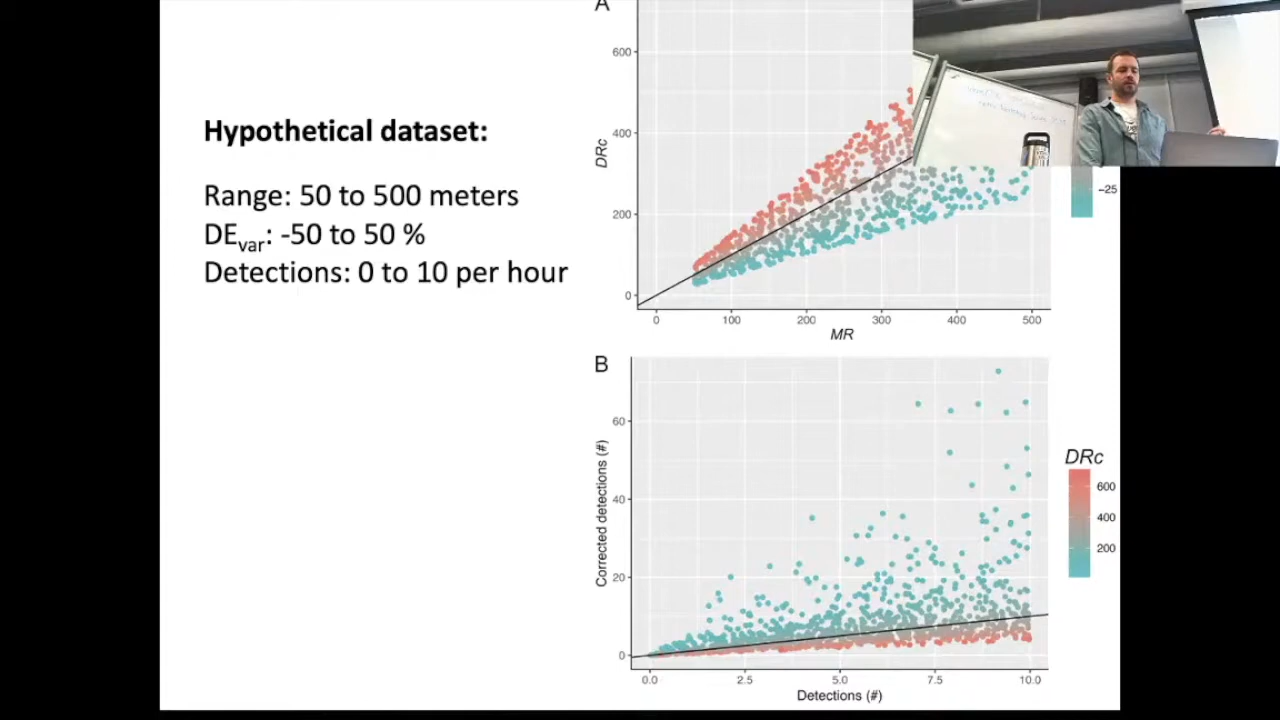 Hypothetical dataset:
Range: 50 to 500 meters
DEvar: -50 to 50 %
Detections: 0 to 10 per hour
A
600
400
200
0
DRc
0 100 200 300 400 500
MR
−25
B
60
40
20
0
Corrected detections (#)
0.0 2.5 5.0 7.5 10.0
Detections (#)
DRc
600
400
200